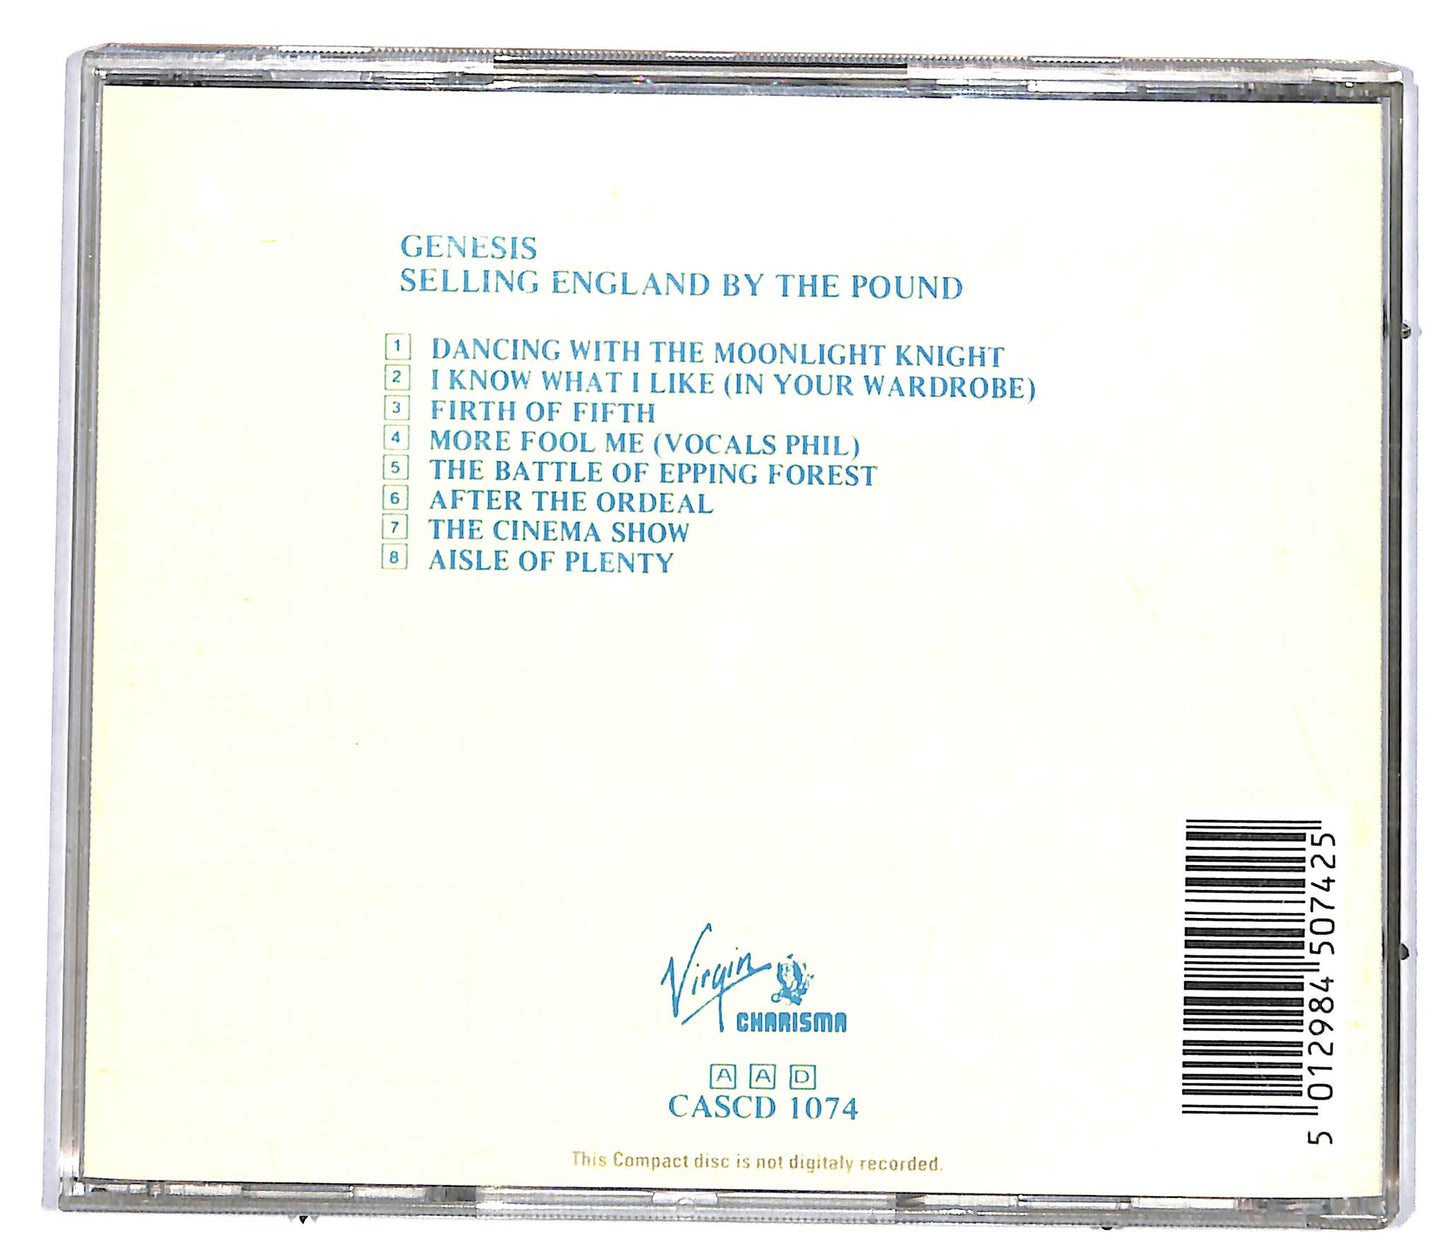 GENESIS
SELLING ENGLAND BY THE POUND
1 DANCING WITH THE MOONLIGHT KNIGHT
2 I KNOW WHAT I LIKE (IN YOUR WARDROBE)
3 FIRTH OF FIFTH
4 MORE FOOL ME (VOCALS PHIL)
5 THE BATTLE OF EPPING FOREST
6 AFTER THE ORDEAL
7 THE CINEMA SHOW
8 AISLE OF PLENTY
Virgin
CHARISMA
A A D
CASCD 1074
This Compact disc is not digitaly recorded.
5 012984 507425